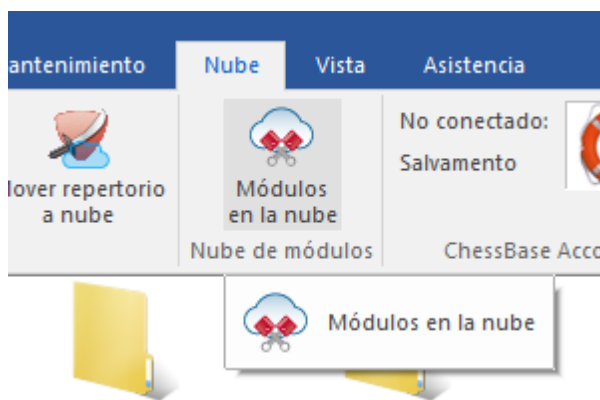 antenimiento Nube Vista Asistencia
No conectado:
Salvamento
lover repertorio
a nube
Módulos
en la nube
Nube de módulos
ChessBase Acco
Módulos en la nube